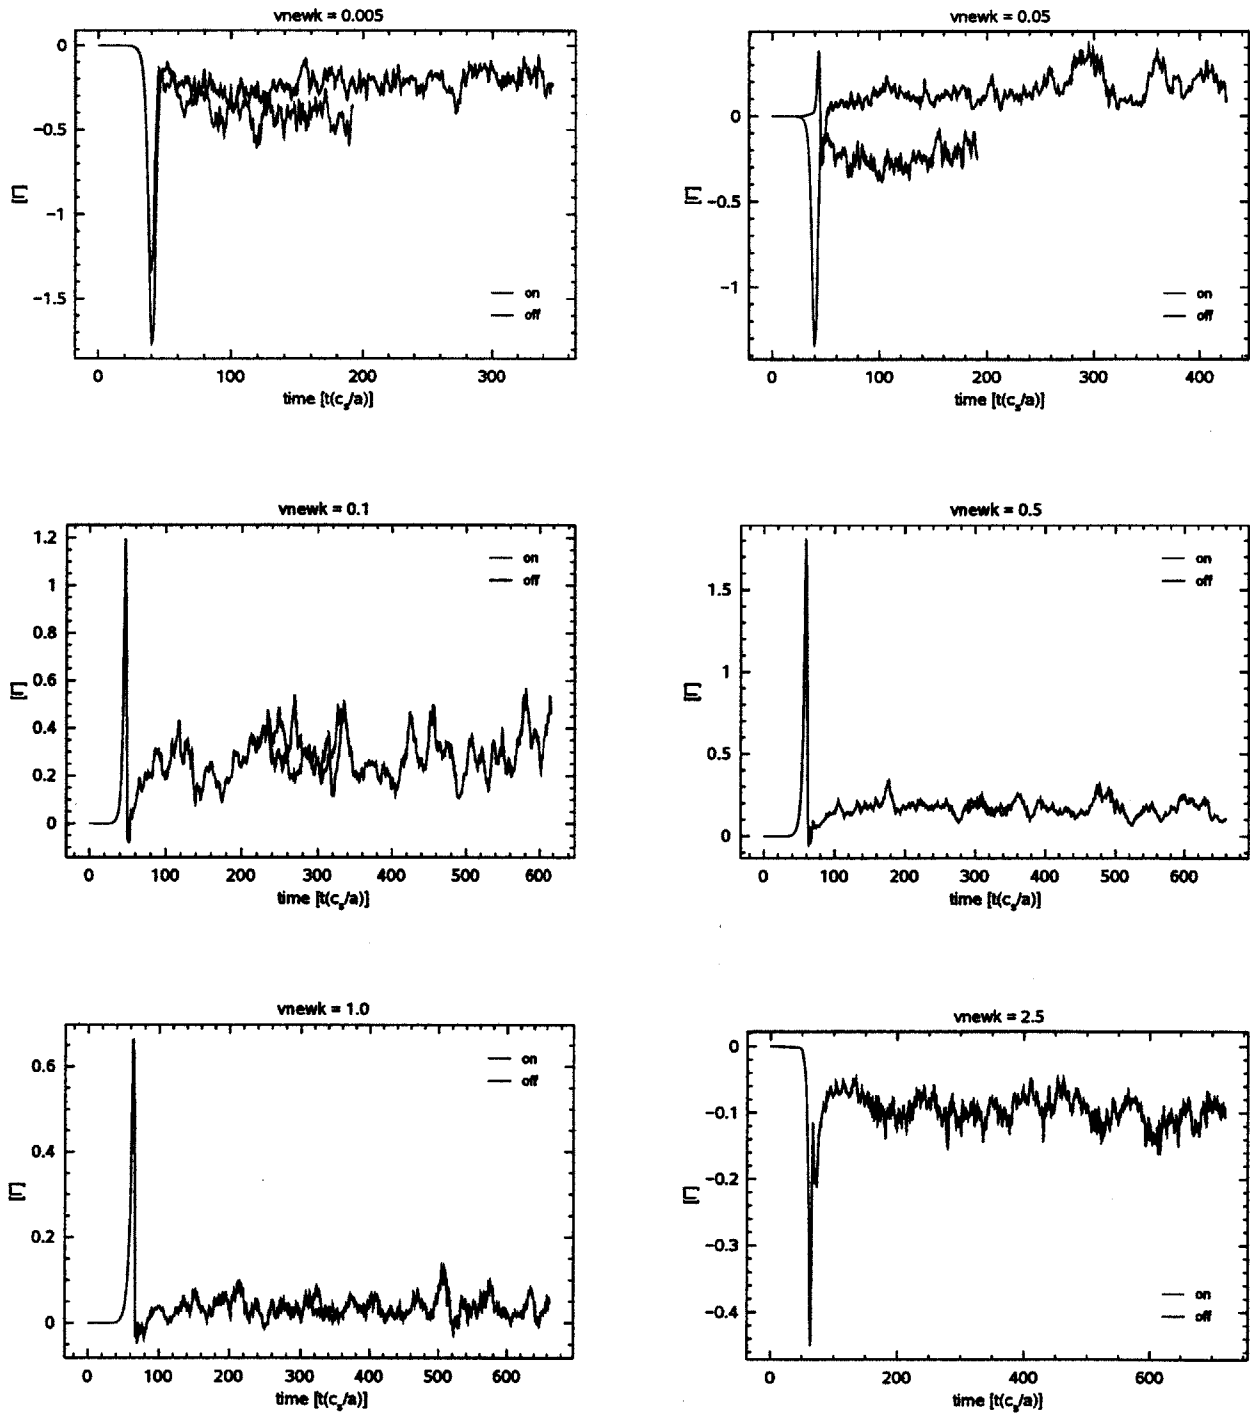 vnewk = 0.005
0
−0.5
−1
−1.5
[Γ]
on
off
0 100 200 300
time [t(c_s/a)]
vnewk = 0.05
0
−0.5
−1
[Γ]
on
off
0 100 200 300 400
time [t(c_s/a)]
vnewk = 0.1
1.2
1
0.8
0.6
0.4
0.2
0
[Γ]
on
off
0 100 200 300 400 500 600
time [t(c_s/a)]
vnewk = 0.5
1.5
1
0.5
0
[Γ]
on
off
0 100 200 300 400 500 600
time [t(c_s/a)]
vnewk = 1.0
0.6
0.4
0.2
0
[Γ]
on
off
0 100 200 300 400 500 600
time [t(c_s/a)]
vnewk = 2.5
0
−0.1
−0.2
−0.3
−0.4
[Γ]
on
off
0 200 400 600
time [t(c_s/a)]